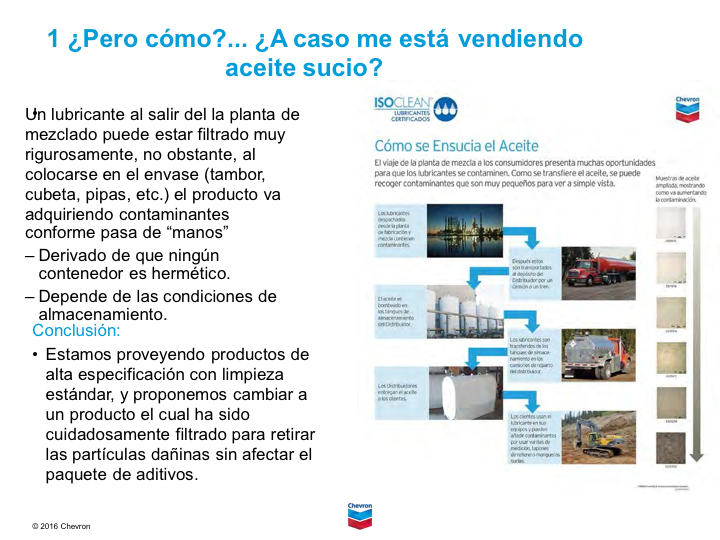 1 ¿Pero cómo?... ¿A caso me está vendiendo
aceite sucio?
Un lubricante al salir del la planta de
mezclado puede estar filtrado muy
rigurosamente, no obstante, al
colocarse en el envase (tambor,
cubeta, pipas, etc.) el producto va
adquiriendo contaminantes
conforme pasa de “manos”
– Derivado de que ningún
contenedor es hermético.
– Depende de las condiciones de
almacenamiento.
Conclusión:
• Estamos proveyendo productos de
alta especificación con limpieza
estándar, y proponemos cambiar a
un producto el cual ha sido
cuidadosamente filtrado para retirar
las partículas dañinas sin afectar el
paquete de aditivos.
ISOCLEAN
LUBRICANTES
CERTIFICADOS
Chevron
Cómo se Ensucia el Aceite
El viaje de la planta de mezcla a los consumidores presenta muchas oportunidades
para que los lubricantes se contaminen. Como se transfiere el aceite, se puede
recoger contaminantes que son muy pequeños para ver a simple vista.
Muestras de aceite
ampliada, mostrando
como va aumentando
la contaminación.
Los lubricantes
despachados
desde la planta
de fabricación y
mezcla contienen
contaminantes.
Después estos
son transportados
al depósito del
Distribuidor por un
camión o un tren.
El aceite es
bombeado en
los tanques de
almacenamiento
del Distribuidor.
Los lubricantes son
transferidos de los
tanques de almace-
namiento en los
camiones de reparto
del distribuidor.
Los Distribuidores
entregan el aceite
a los clientes.
Los clientes usan el
lubricante en sus
equipos y pueden
añadir contaminantes
por usar varillas de
medición, tapones
de relleno o mangueras
sucias.
© 2016 Chevron
Chevron